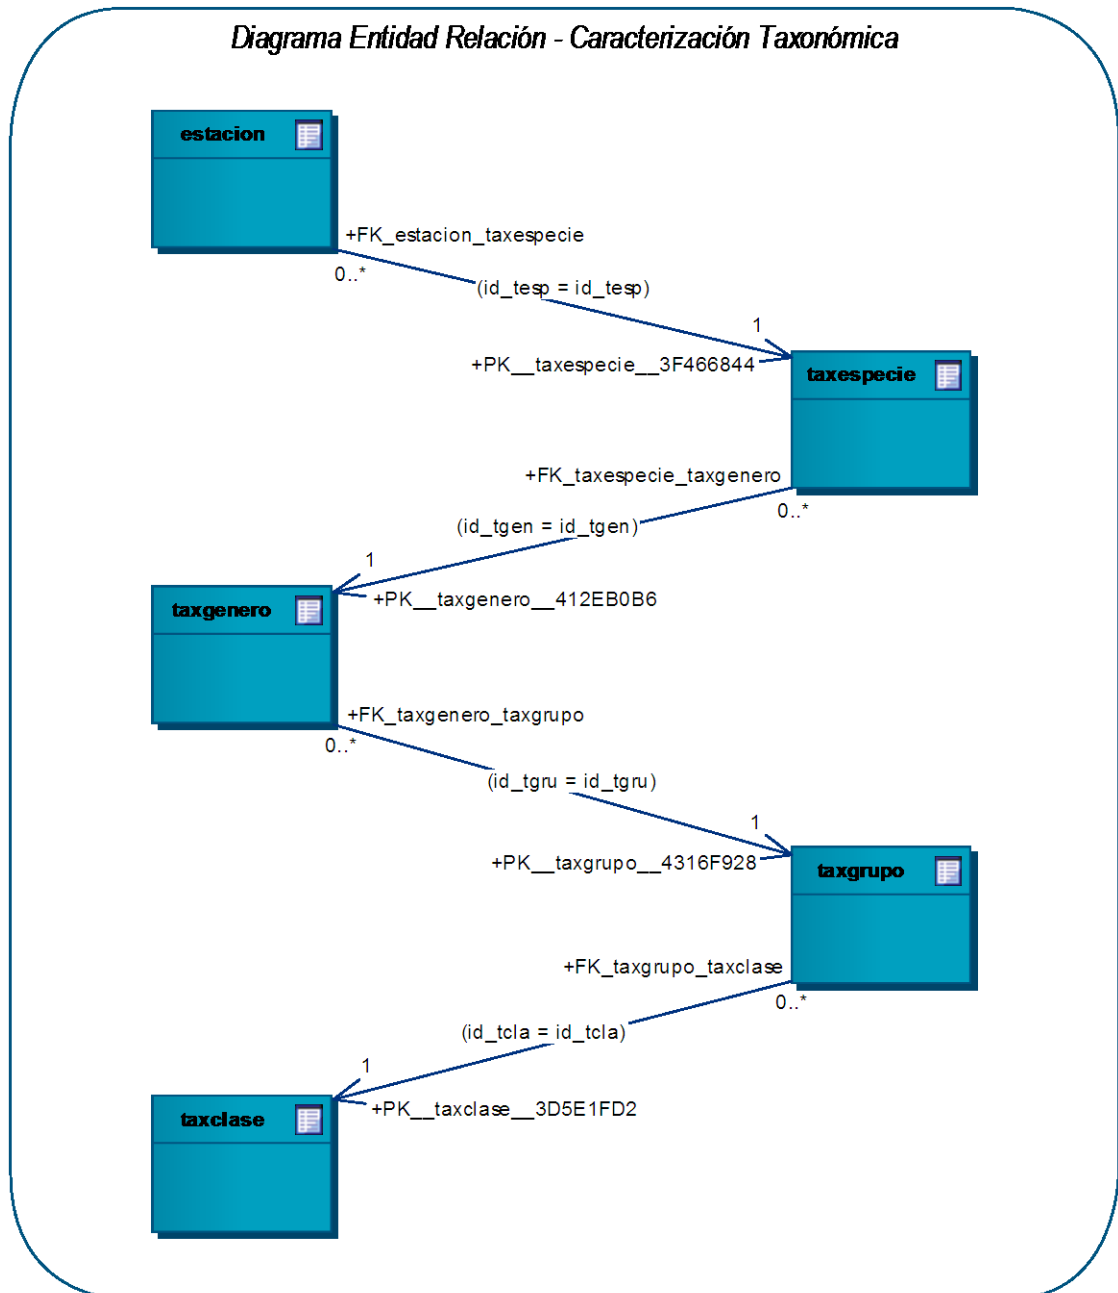 Diagrama Entidad Relación - Caracterización Taxonómica
estacion
+FK_estacion_taxespecie
0..*
(id_tesp = id_tesp)
1
+PK__taxespecie__3F466844
taxespecie
+FK_taxespecie_taxgenero
0..*
(id_tgen = id_tgen)
1
+PK__taxgenero__412EB0B6
taxgenero
+FK_taxgenero_taxgrupo
0..*
(id_tgru = id_tgru)
1
+PK__taxgrupo__4316F928
taxgrupo
+FK_taxgrupo_taxclase
0..*
(id_tcla = id_tcla)
1
+PK__taxclase__3D5E1FD2
taxclase